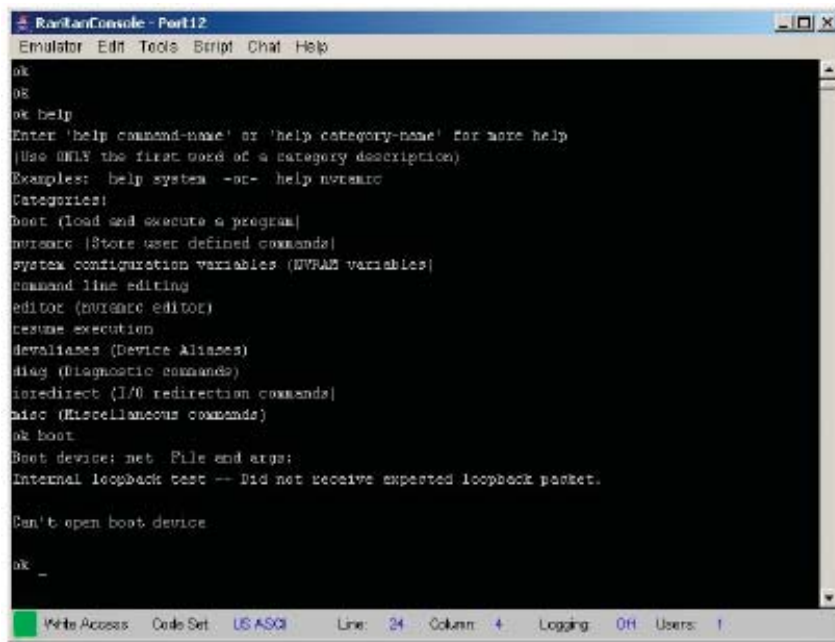 RaritanConsole - Port12
Emulator Edit Tools Script Chat Help
ok
ok
ok help
Enter 'help command-name' or 'help category-name' for more help
(Use ONLY the first word of a category description)
Examples: help system -or- help nvramrc
Categories:
boot (load and execute a program)
nvramrc (Store user defined commands)
system configuration variables (NVRAM variables)
command line editing
editor (nvramrc editor)
resume execution
devaliases (Device Aliases)
diag (Diagnostic commands)
ioredirect (I/O redirection commands)
misc (Miscellaneous commands)
ok boot
Boot device: net File and args:
Internal loopback test -- Did not receive expected loopback packet.
Can't open boot device
ok _
Write Access Code Set US ASCII Line: 24 Column: 4 Logging: Off Users: 1